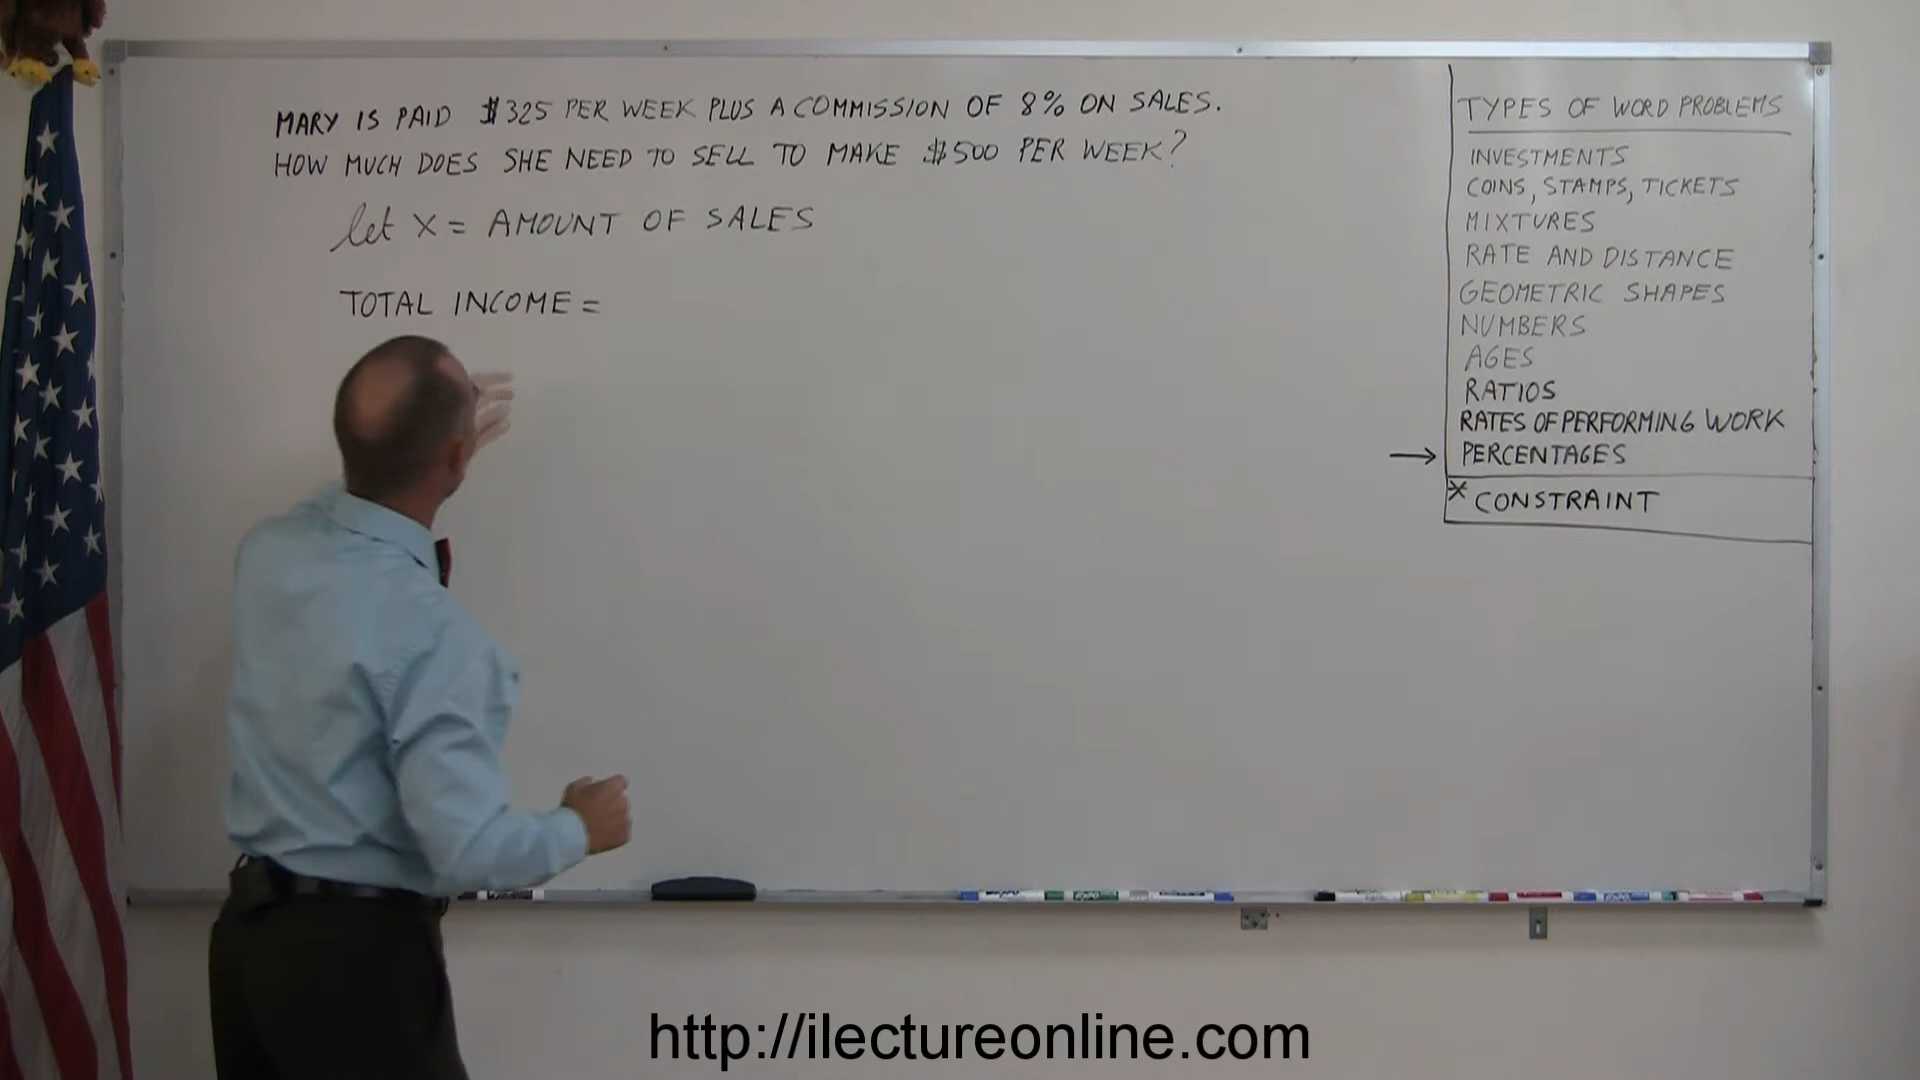 MARY IS PAID $325 PER WEEK PLUS A COMMISSION OF 8% ON SALES.
HOW MUCH DOES SHE NEED TO SELL TO MAKE $500 PER WEEK?
let X = AMOUNT OF SALES
TOTAL INCOME =
TYPES OF WORD PROBLEMS
INVESTMENTS
COINS, STAMPS, TICKETS
MIXTURES
RATE AND DISTANCE
GEOMETRIC SHAPES
NUMBERS
AGES
RATIOS
RATES OF PERFORMING WORK
→ PERCENTAGES
* CONSTRAINT
http://ilectureonline.com